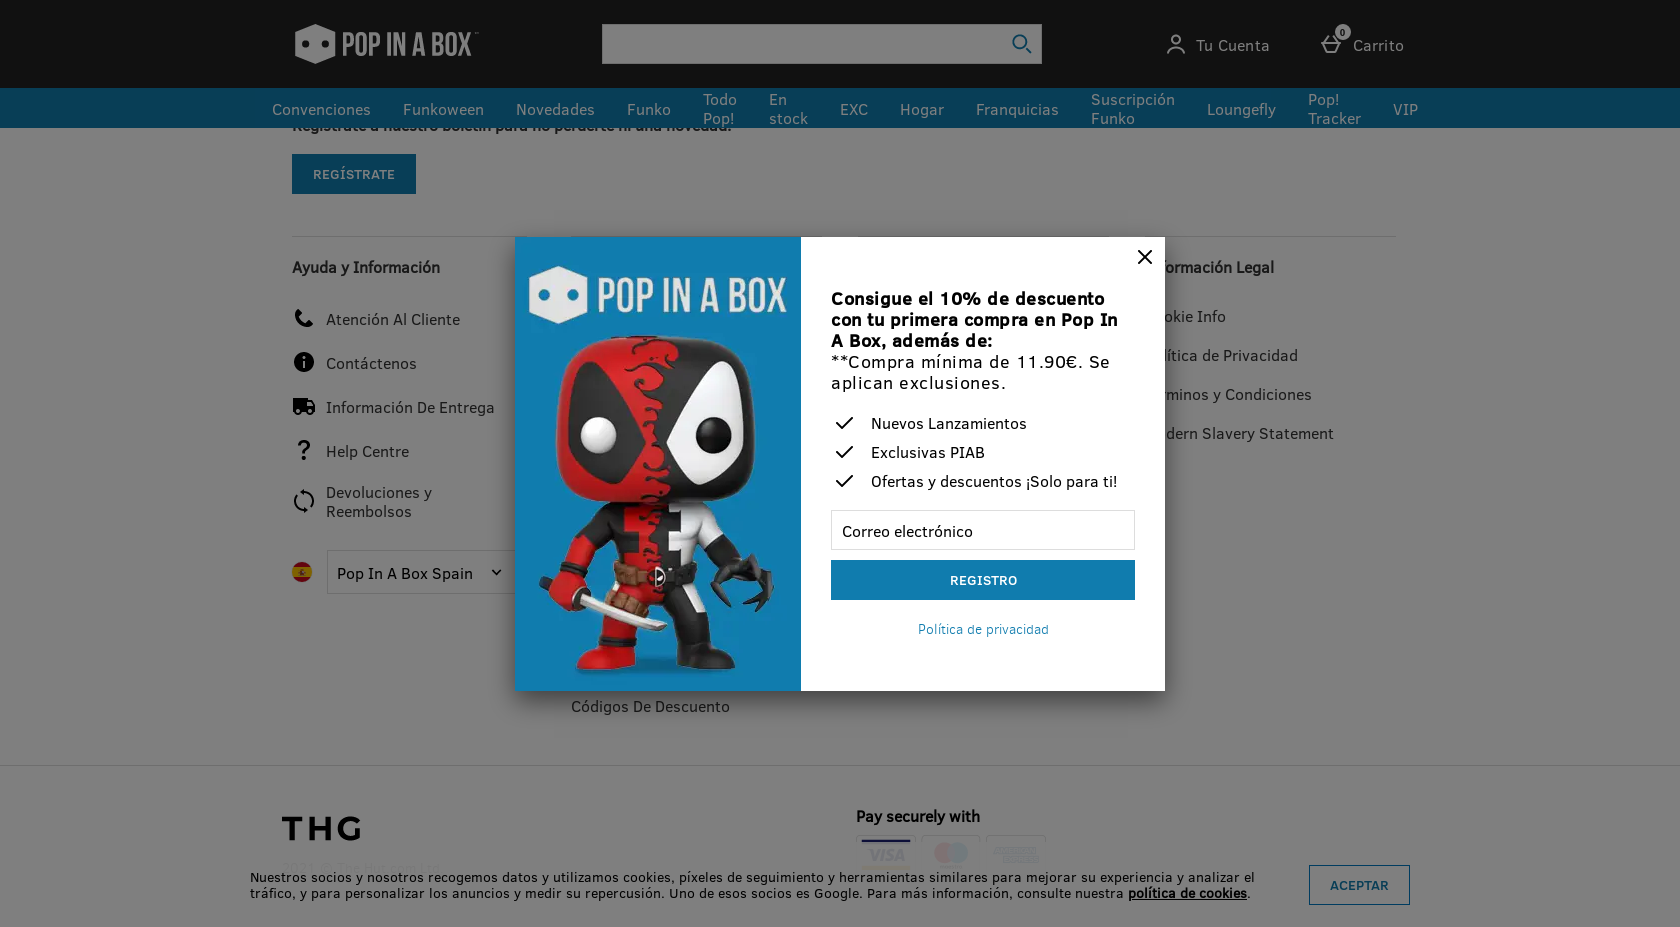 POP IN A BOX
Tu Cuenta
0
Carrito
Convenciones
Funkoween
Novedades
Funko
Todo
Pop!
En
stock
EXC
Hogar
Franquicias
Suscripción
Funko
Loungefly
Pop!
Tracker
VIP
Regístrate a nuestro boletín para no perderte ni una novedad.
REGÍSTRATE
Ayuda y Información
Atención Al Cliente
Contáctenos
Información De Entrega
Help Centre
Devoluciones y
Reembolsos
Pop In A Box Spain
POP IN A BOX
Consigue el 10% de descuento
con tu primera compra en Pop In
A Box, además de:
**Compra mínima de 11.90€. Se
aplican exclusiones.
Nuevos Lanzamientos
Exclusivas PIAB
Ofertas y descuentos ¡Solo para ti!
Correo electrónico
REGISTRO
Política de privacidad
formación Legal
okie Info
lítica de Privacidad
rminos y Condiciones
dern Slavery Statement
Códigos De Descuento
THG
Pay securely with
VISA
Nuestros socios y nosotros recogemos datos y utilizamos cookies, píxeles de seguimiento y herramientas similares para mejorar su experiencia y analizar el
tráfico, y para personalizar los anuncios y medir su repercusión. Uno de esos socios es Google. Para más información, consulte nuestra política de cookies.
ACEPTAR